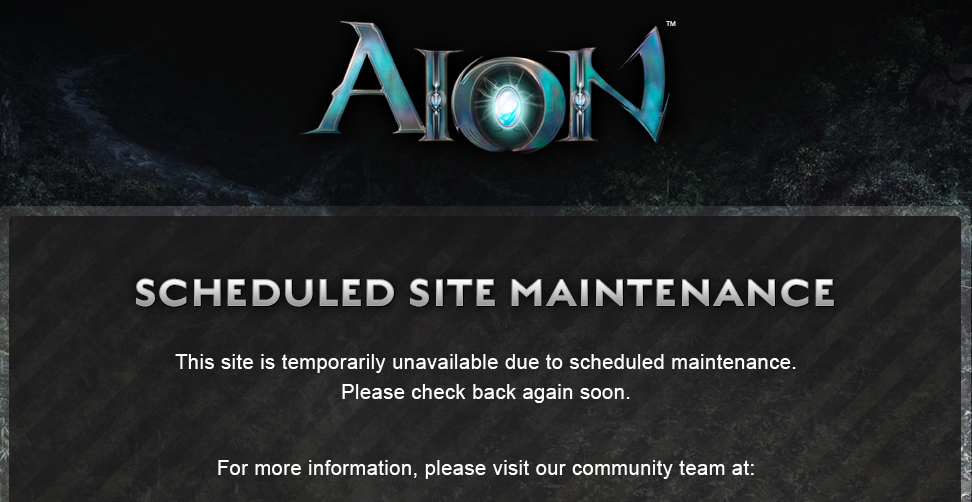 AION™
SCHEDULED SITE MAINTENANCE
This site is temporarily unavailable due to scheduled maintenance.
Please check back again soon.
For more information, please visit our community team at: